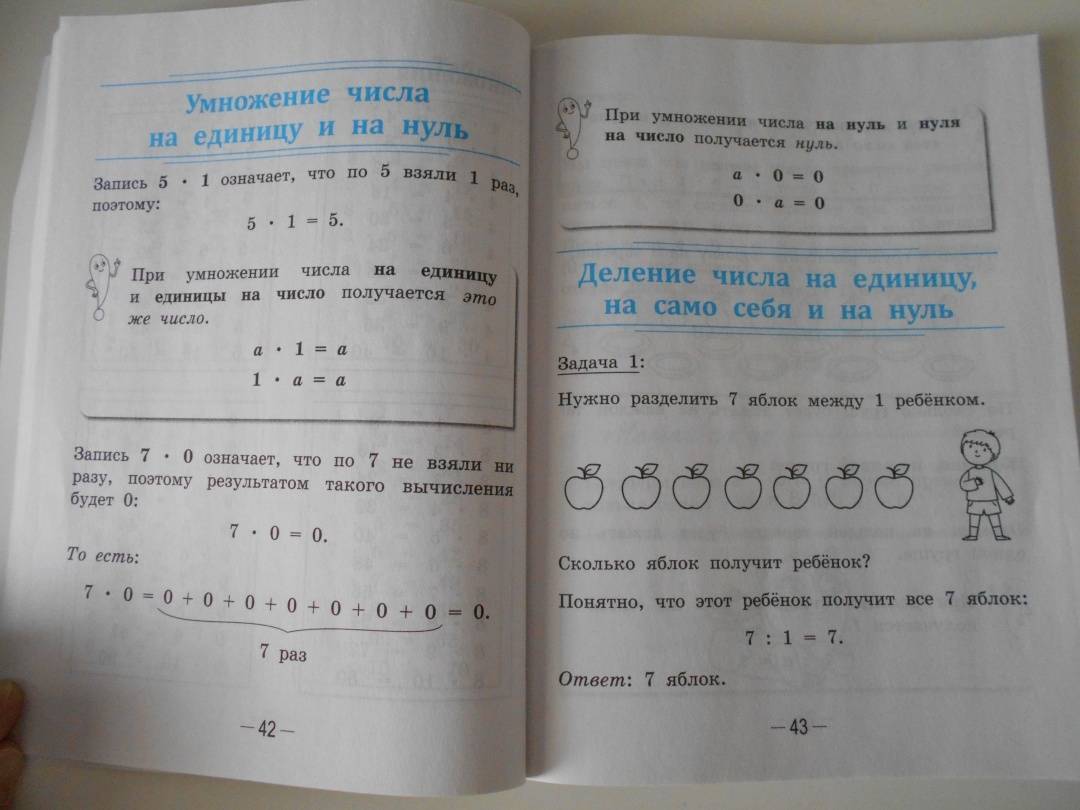 Умножение числа
на единицу и на нуль
Запись 5 · 1 означает, что по 5 взяли 1 раз,
поэтому:
5 · 1 = 5.
При умножении числа на единицу
и единицы на число получается это
же число.
a · 1 = a
1 · a = a
Запись 7 · 0 означает, что по 7 не взяли ни
разу, поэтому результатом такого вычисления
будет 0:
7 · 0 = 0.
То есть:
7 · 0 = 0 + 0 + 0 + 0 + 0 + 0 + 0 = 0.
7 раз
—42—
При умножении числа на нуль и нуля
на число получается нуль.
a · 0 = 0
0 · a = 0
Деление числа на единицу,
на само себя и на нуль
Задача 1:
Нужно разделить 7 яблок между 1 ребёнком.
Сколько яблок получит ребёнок?
Понятно, что этот ребёнок получит все 7 яблок:
7 : 1 = 7.
Ответ: 7 яблок.
—43—